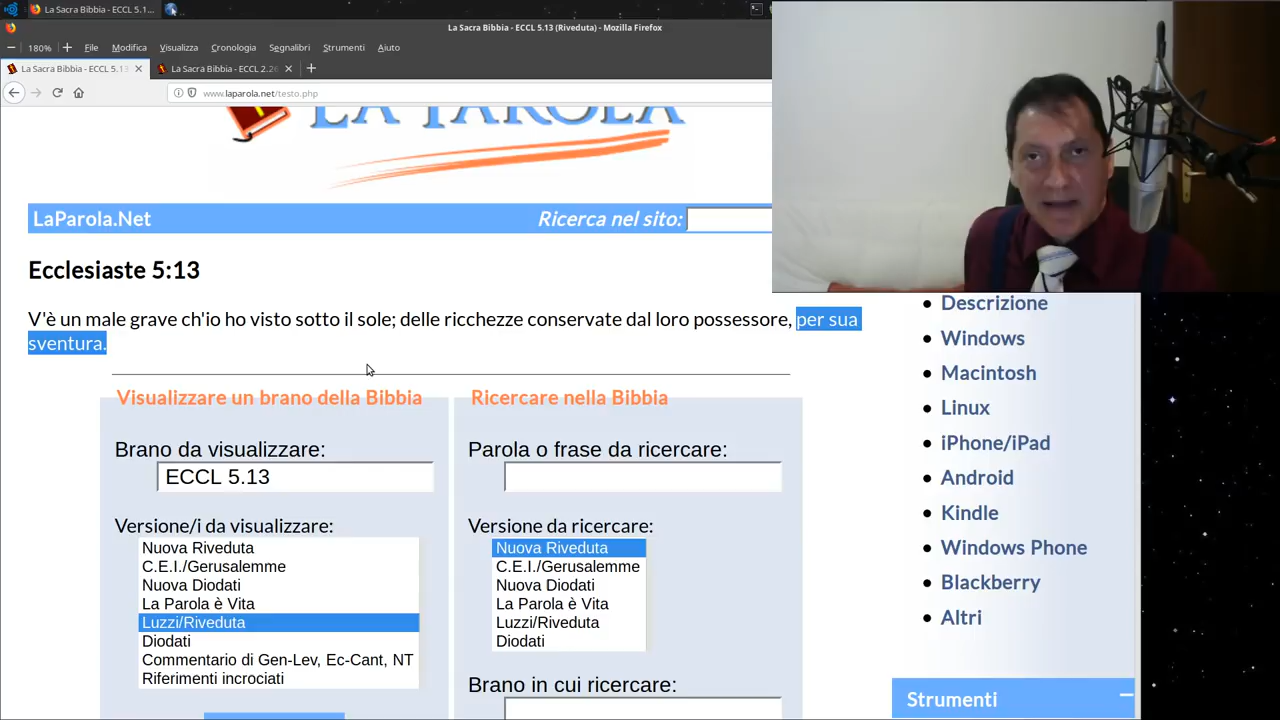 La Sacra Bibbia - ECCL 5.1...
La Sacra Bibbia - ECCL 5.13 (Riveduta) - Mozilla Firefox
180% File Modifica Visualizza Cronologia Segnalibri Strumenti Aiuto
La Sacra Bibbia - ECCL 5.13
La Sacra Bibbia - ECCL 2.26
www.laparola.net/testo.php
LA PAROLA
LaParola.Net
Ricerca nel sito:
Ecclesiaste 5:13
V'è un male grave ch'io ho visto sotto il sole; delle ricchezze conservate dal loro possessore, per sua
sventura.
Visualizzare un brano della Bibbia
Brano da visualizzare:
ECCL 5.13
Versione/i da visualizzare:
Nuova Riveduta
C.E.I./Gerusalemme
Nuova Diodati
La Parola è Vita
Luzzi/Riveduta
Diodati
Commentario di Gen-Lev, Ec-Cant, NT
Riferimenti incrociati
Ricercare nella Bibbia
Parola o frase da ricercare:
Versione da ricercare:
Nuova Riveduta
C.E.I./Gerusalemme
Nuova Diodati
La Parola è Vita
Luzzi/Riveduta
Diodati
Brano in cui ricercare:
Descrizione
Windows
Macintosh
Linux
iPhone/iPad
Android
Kindle
Windows Phone
Blackberry
Altri
Strumenti